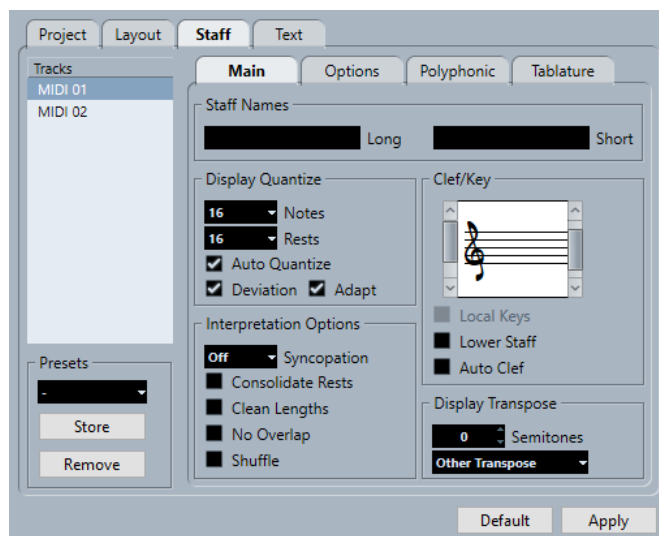 Project Layout Staff Text
Tracks
MIDI 01
MIDI 02
Presets
-
Store
Remove
Main Options Polyphonic Tablature
Staff Names
Long Short
Display Quantize
16 Notes
16 Rests
Auto Quantize
Deviation Adapt
Interpretation Options
Off Syncopation
Consolidate Rests
Clean Lengths
No Overlap
Shuffle
Clef/Key
Local Keys
Lower Staff
Auto Clef
Display Transpose
0 Semitones
Other Transpose
Default Apply